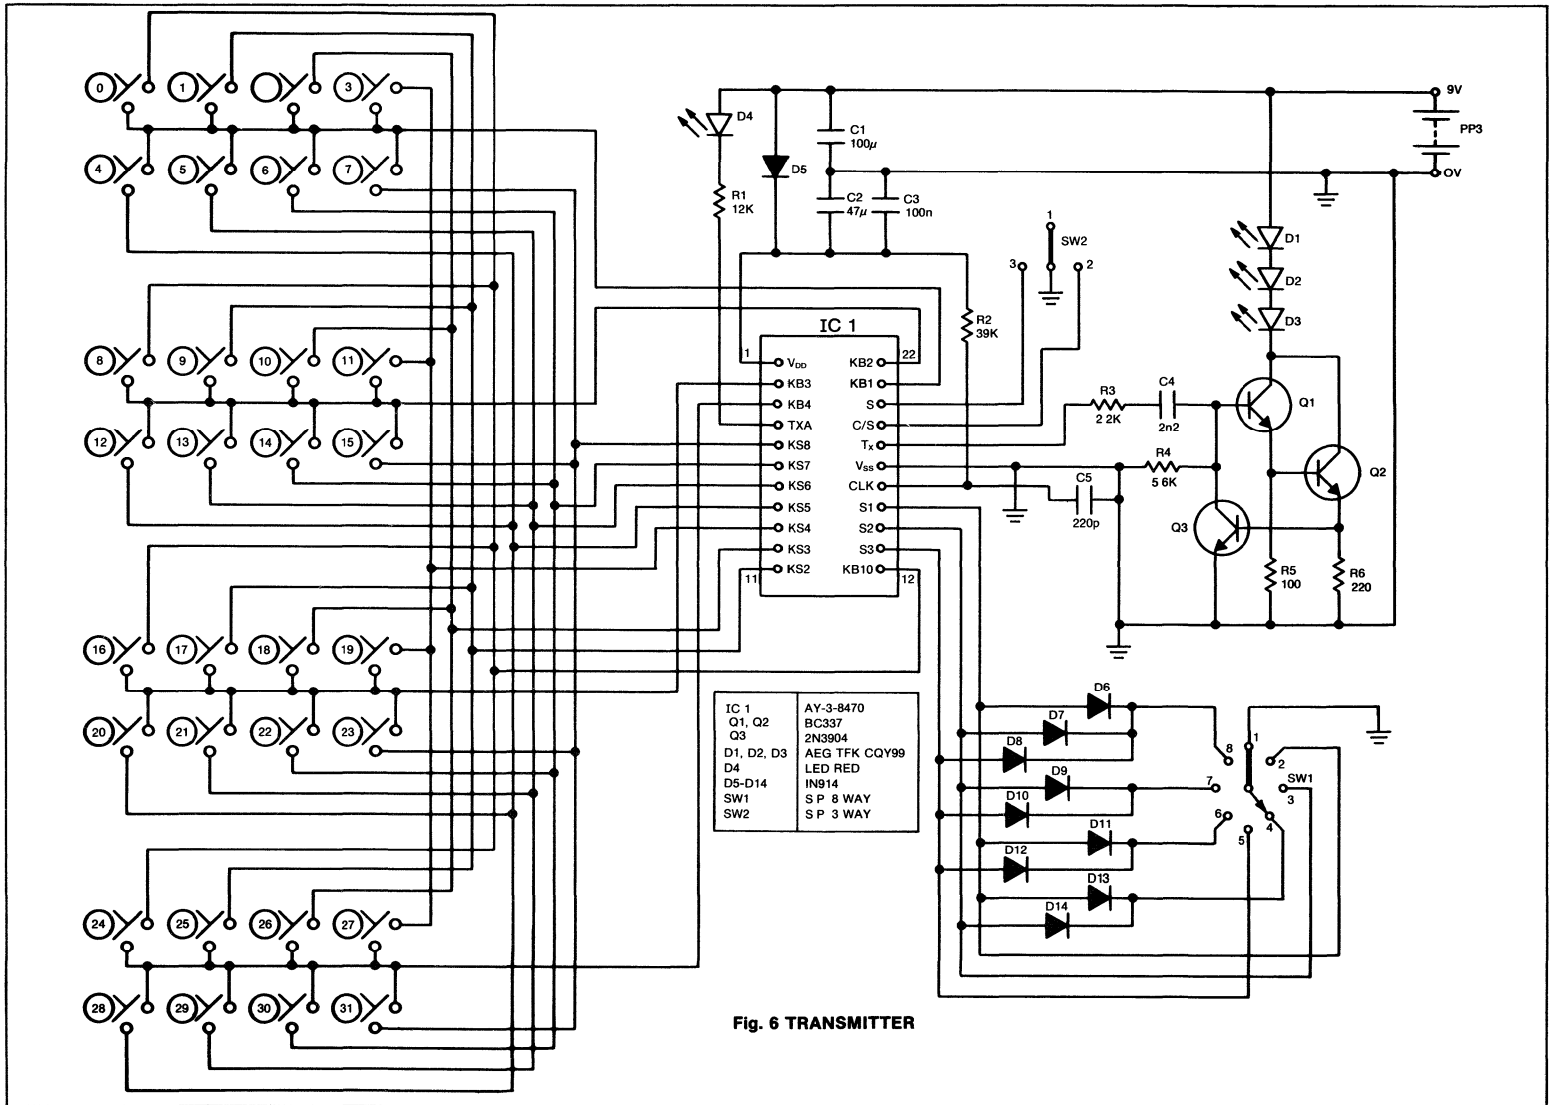 0 1 3
4 5 6 7
8 9 10 11
12 13 14 15
16 17 18 19
20 21 22 23
24 25 26 27
28 29 30 31
D4
R1
12K
D5
C1
100µ
C2
47µ
C3
100n
1
SW2
3
2
R2
39K
9V
PP3
OV
D1
D2
D3
R3
2 2K
C4
2n2
Q1
Q2
Q3
R4
5 6K
C5
220p
R5
100
R6
220
IC 1
1
22
VDD KB2
KB3 KB1
KB4 S
TXA C/S
KS8 Tx
KS7 Vss
KS6 CLK
KS5 S1
KS4 S2
KS3 S3
KS2 KB10
11
12
IC 1 AY-3-8470
Q1, Q2 BC337
Q3 2N3904
D1, D2, D3 AEG TFK CQY99
D4 LED RED
D5-D14 IN914
SW1 S P 8 WAY
SW2 S P 3 WAY
D6
D7
D8
D9
D10
D11
D12
D13
D14
1
8
2
7
SW1
3
6
4
5
Fig. 6 TRANSMITTER